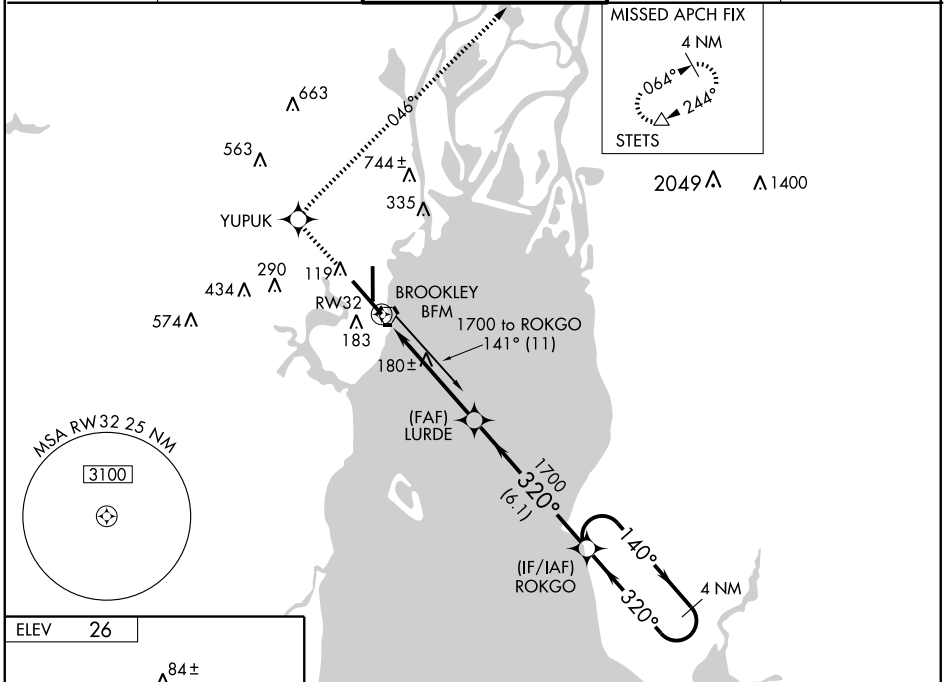 MISSED APCH FIX
4 NM
064°
244°
STETS
663
046°
563
744±
2049
1400
335
YUPUK
290
119
434
RW32
BROOKLEY
BFM
574
183
1700 to ROKGO
141° (11)
180±
(FAF)
LURDE
MSA RW32 25 NM
3100
1700
320°
(6.1)
140°
(IF/IAF)
ROKGO
4 NM
320°
ELEV 26
84±